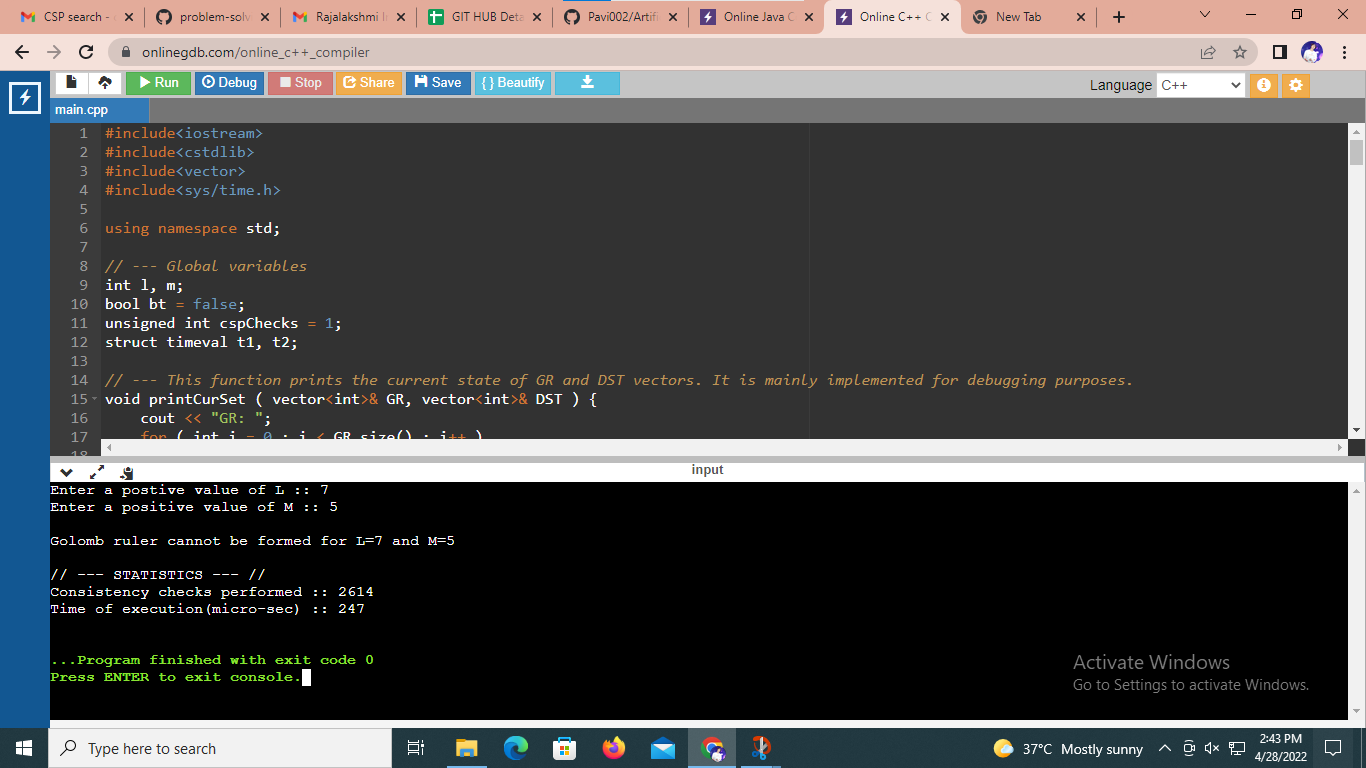 CSP search -
problem-solv
Rajalakshmi I
GIT HUB Deta
Pavi002/Artif
Online Java C
Online C++ C
New Tab
onlinegdb.com/online_c++_compiler
Run
Debug
Stop
Share
Save
{ } Beautify
Language C++
main.cpp
1 #include<iostream>
2 #include<cstdlib>
3 #include<vector>
4 #include<sys/time.h>
5
6 using namespace std;
7
8 // --- Global variables
9 int l, m;
10 bool bt = false;
11 unsigned int cspChecks = 1;
12 struct timeval t1, t2;
13
14 // --- This function prints the current state of GR and DST vectors. It is mainly implemented for debugging purposes.
15 void printCurSet ( vector<int>& GR, vector<int>& DST ) {
16 cout << "GR: ";
17 for ( int i = 0 ; i < GR.size() ; i++ )
18
input
Enter a postive value of L :: 7
Enter a positive value of M :: 5
Golomb ruler cannot be formed for L=7 and M=5
// --- STATISTICS --- //
Consistency checks performed :: 2614
Time of execution(micro-sec) :: 247
...Program finished with exit code 0
Press ENTER to exit console.
Activate Windows
Go to Settings to activate Windows.
Type here to search
37°C Mostly sunny
2:43 PM
4/28/2022